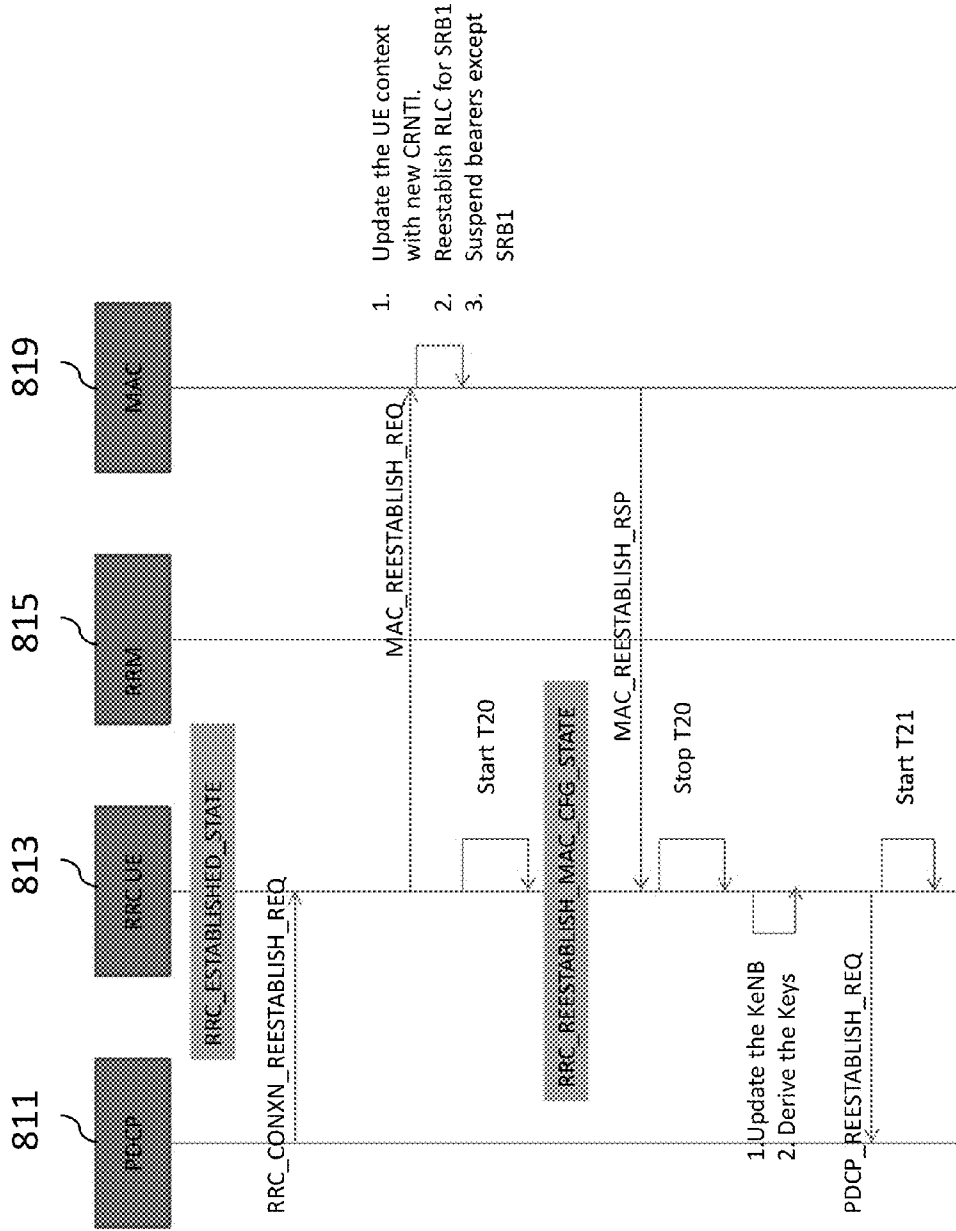 811
813
815
819
PDCP
RRC UE
RRM
MAC
RRC_ESTABLISHED_STATE
RRC_CONXN_REESTABLISH_REQ
MAC_REESTABLISH_REQ
1. Update the UE context
with new CRNTI.
2. Reestablish RLC for SRB1
3. Suspend bearers except
SRB1
Start T20
RRC_REESTABLISH_MAC_CFG_STATE
MAC_REESTABLISH_RSP
Stop T20
1.Update the KeNB
2. Derive the Keys
PDCP_REESTABLISH_REQ
Start T21